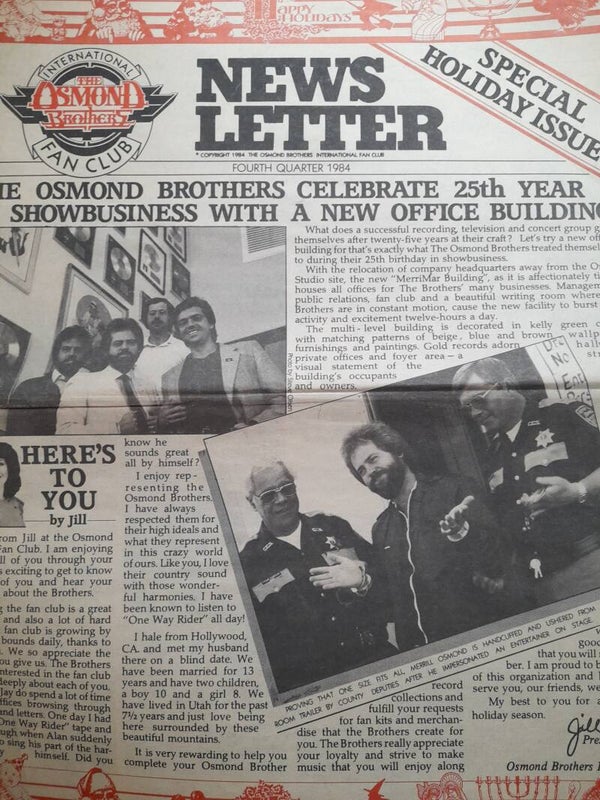 HAPPY HOLIDAYS
INTERNATIONAL
THE
OSMOND
BROTHERS
FAN CLUB
NEWS
LETTER
* COPYRIGHT 1984 THE OSMOND BROTHERS INTERNATIONAL FAN CLUB
FOURTH QUARTER 1984
SPECIAL
HOLIDAY ISSUE
E OSMOND BROTHERS CELEBRATE 25th YEAR
SHOWBUSINESS WITH A NEW OFFICE BUILDING
What does a successful recording, television and concert group g
themselves after twenty-five years at their craft? Let's try a new off
building for that's exactly what The Osmond Brothers treated themsel
to during their 25th birthday in showbusiness.
With the relocation of company headquarters away from the O
Studio site, the new "MerriMar Building", as it is affectionately
houses all offices for The Brothers' many businesses. Managem
public relations, fan club and a beautiful writing room where
Brothers are in constant motion, cause the new facility to burst
activity and excitement twelve-hours a day.
The multi-level building is decorated in kelly green c
with matching patterns of beige, blue and brown wallp
furnishings and paintings. Gold records adorn hall
private offices and foyer area – a
visual statement of the
building's occupants
and owners.
Photo by Steve
HERE'S
TO
YOU
by Jill
rom Jill at the Osmond
Fan Club. I am enjoying
ll of you through your
s exciting to get to know
of you and hear your
about the Brothers.
g the fan club is a great
and also a lot of hard
fan club is growing by
bounds daily, thanks to
. We so appreciate the
ou give us. The Brothers
nterested in the fan club
deeply about each of you.
Jay do spend a lot of time
ffices browsing through
nd letters. One day I had
One Way Rider" tape and
ugh when Alan suddenly
o sing his part of the har-
y himself. Did you
know he
sounds great
all by himself?
I enjoy rep-
resenting the
Osmond Brothers.
I have always
respected them for
their high ideals and
what they represent
in this crazy world
of ours. Like you, I love
their country sound
with those wonder-
ful harmonies. I have
been known to listen to
"One Way Rider" all day!
I hale from Hollywood,
CA. and met my husband
there on a blind date. We
have been married for 13
years and have two children,
a boy 10 and a girl 8. We
have lived in Utah for the past
7½ years and just love being
here surrounded by these
beautiful mountains.
It is very rewarding to help you
complete your Osmond Brother
PROVING THAT ONE SIZE FITS ALL, MERRILL OSMOND IS HANDCUFFED AND USHERED FROM
ROOM TRAILER BY COUNTY DEPUTIES AFTER HE IMPERSONATED AN ENTERTAINER ON STAGE.
record
collections and
fulfill your requests
for fan kits and merchan-
dise that the Brothers create for
you. The Brothers really appreciate
your loyalty and strive to make
music that you will enjoy along
good
that you will
ber. I am proud to b
of this organization and
serve you, our friends, we
My best to you for a
holiday season.
Jill
Pre
Osmond Brothers